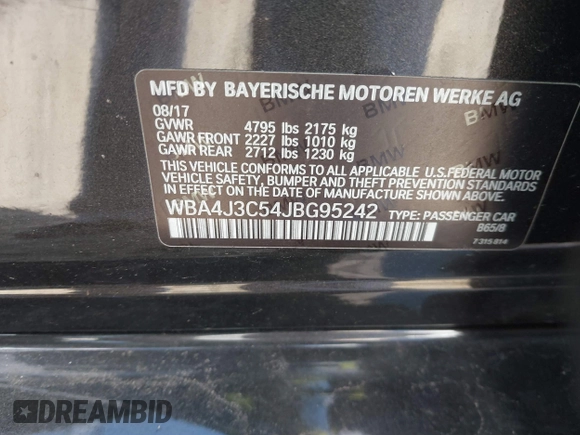 MFD BY BAYERISCHE MOTOREN WERKE AG
08/17
GVWR 4795 lbs 2175 kg
GAWR FRONT 2227 lbs 1010 kg
GAWR REAR 2712 lbs 1230 kg
THIS VEHICLE CONFORMS TO ALL APPLICABLE U.S.FEDERAL MOTOR
VEHICLE SAFETY, BUMPER AND THEFT PREVENTION STANDARDS
IN EFFECT ON THE DATE OF MANUFACTURE SHOWN ABOVE.
WBA4J3C54JBG95242 TYPE: PASSENGER CAR
B65/B
7315814
DREAMBID